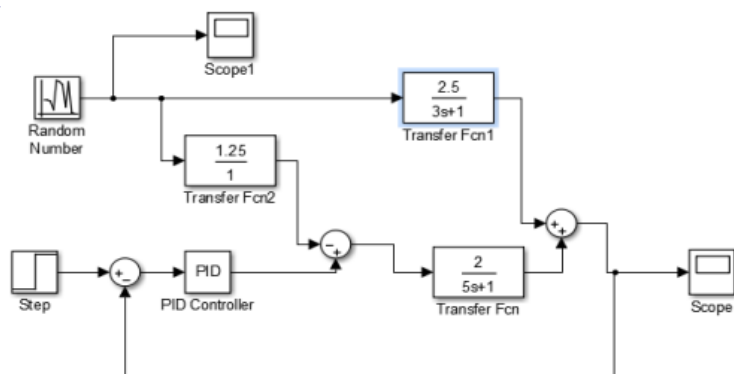 Scope1
2.5
3s+1
Random
Number
Transfer Fcn1
1.25
1
Transfer Fcn2
PID
2
5s+1
Step
PID Controller
Transfer Fcn
Scope